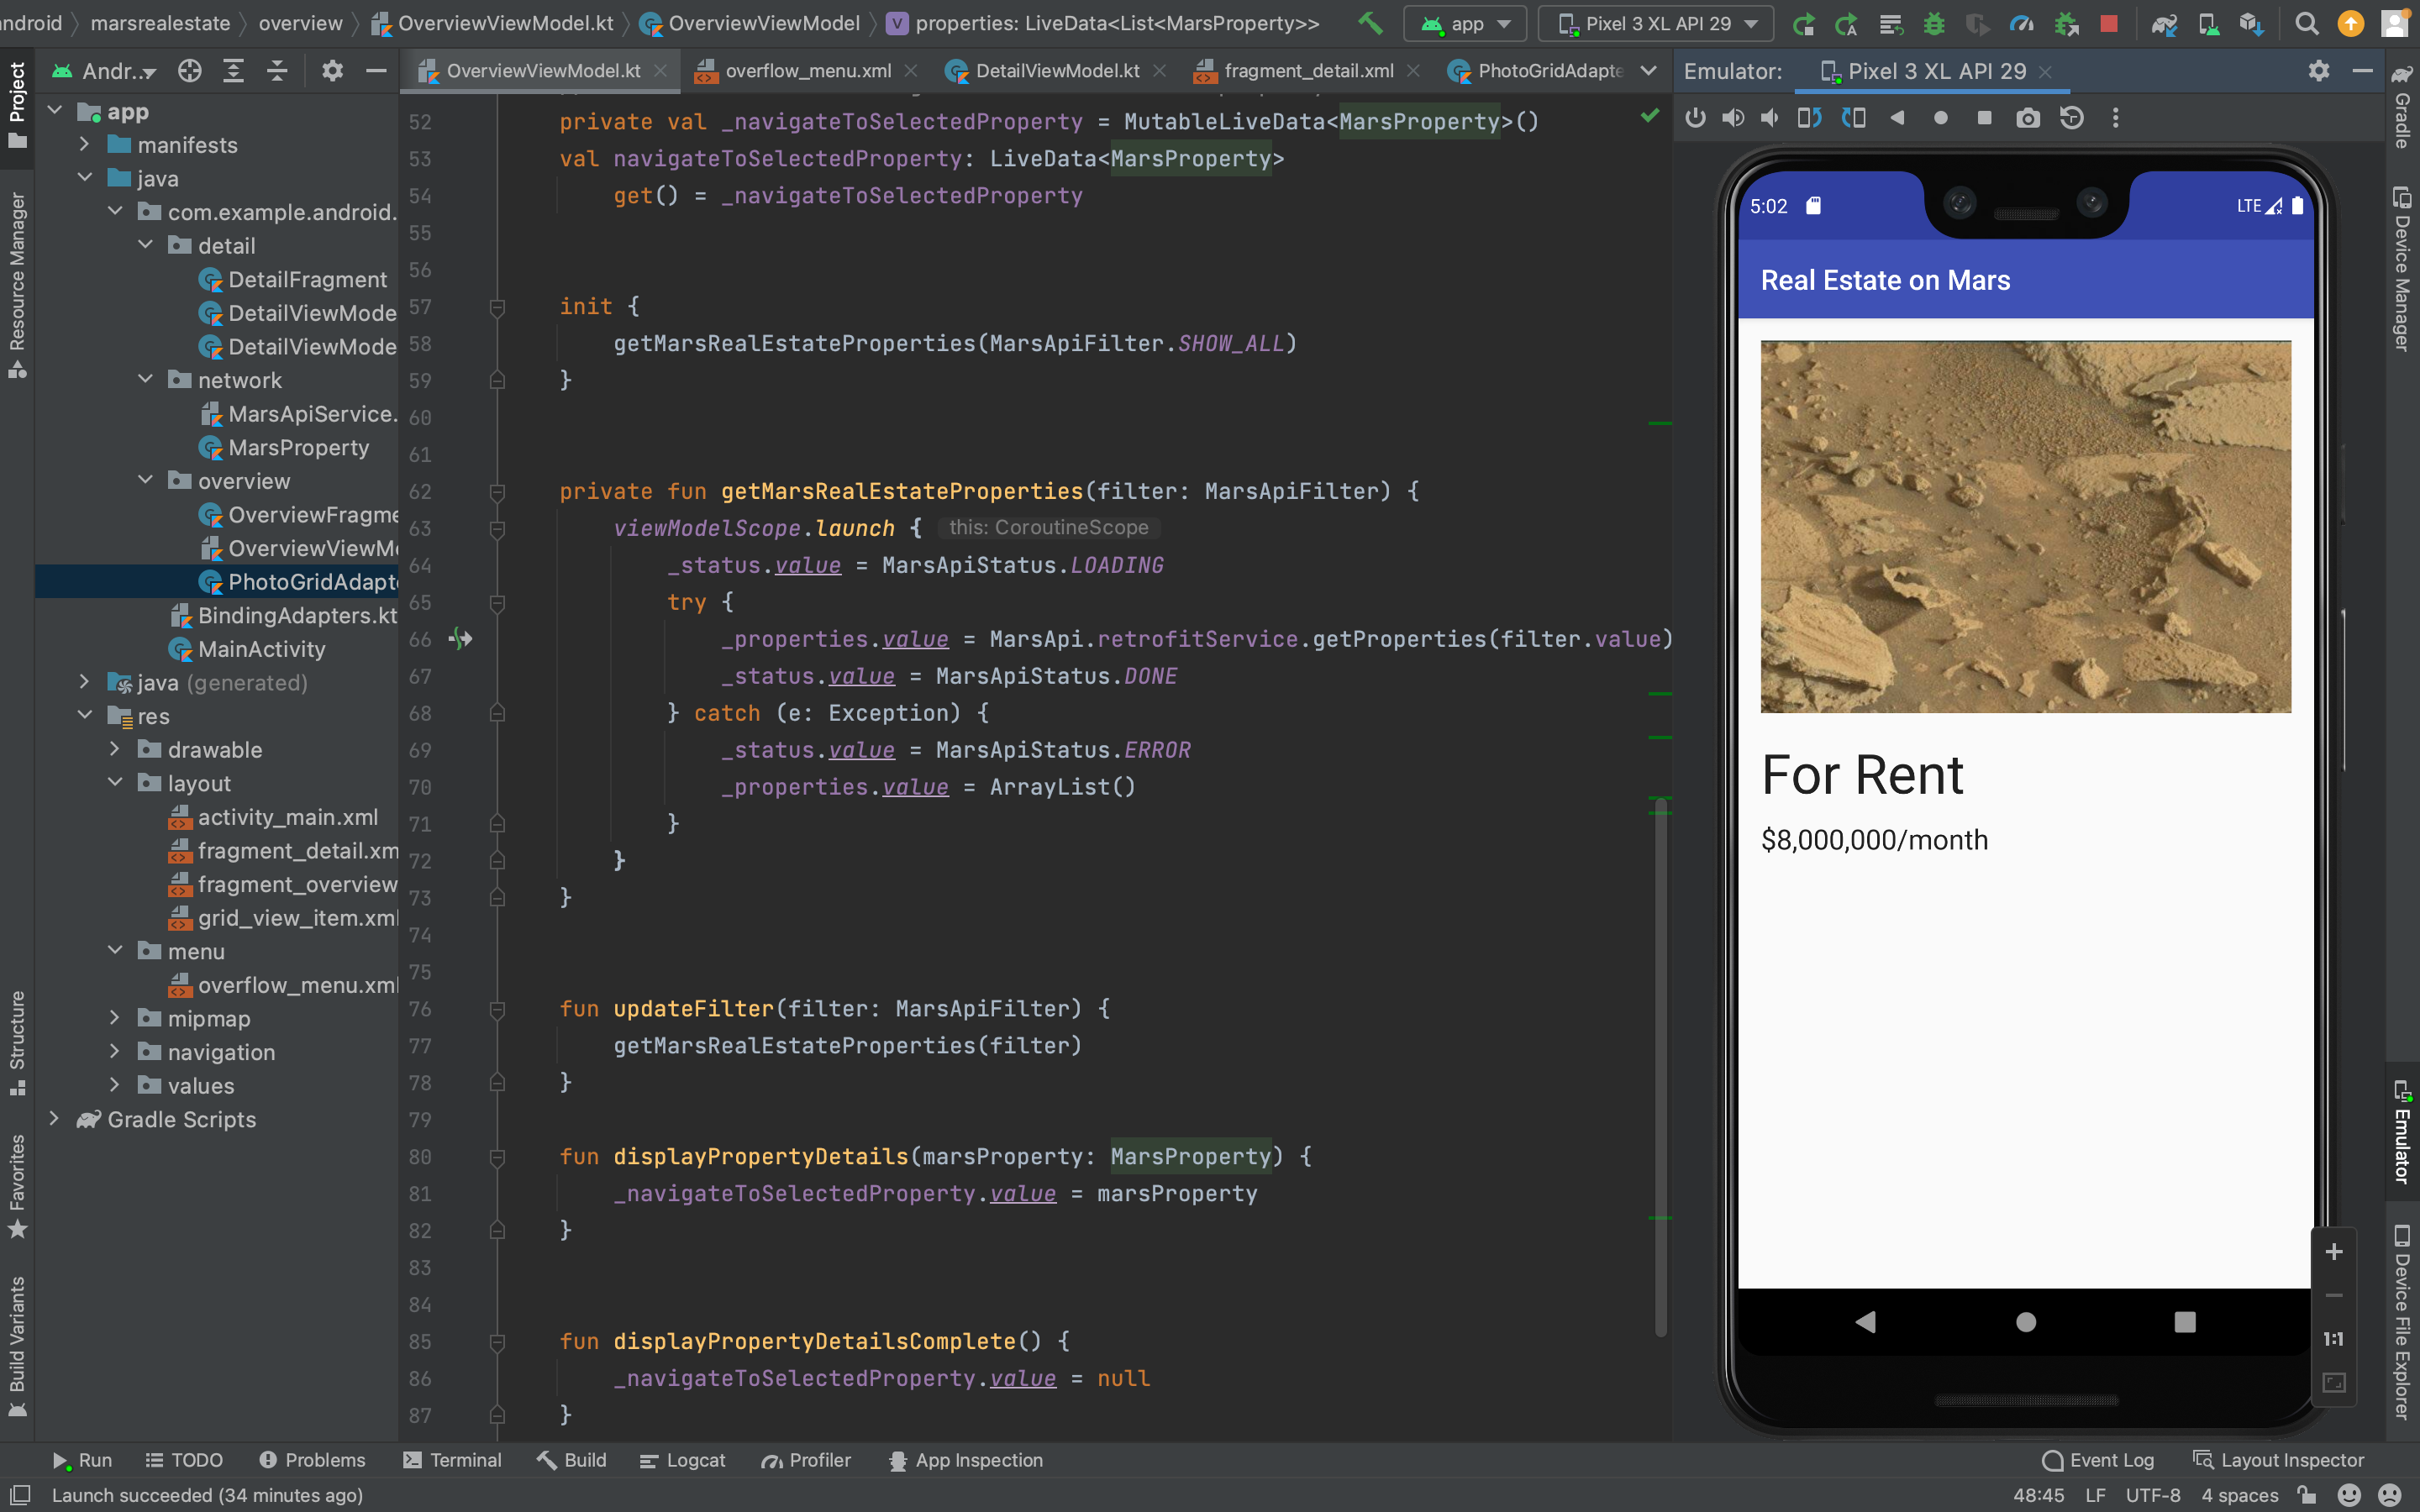 ndroid marsrealestate overview OverviewViewModel.kt OverviewViewModel V properties: LiveData<List<MarsProperty>> app Pixel 3 XL API 29
Andr... OverviewViewModel.kt overflow_menu.xml DetailViewModel.kt fragment_detail.xml PhotoGridAdapte Emulator: Pixel 3 XL API 29
Project
Resource Manager
Structure
Favorites
Build Variants
app
manifests
java
com.example.android.
detail
DetailFragment
DetailViewMode
DetailViewMode
network
MarsApiService.
MarsProperty
overview
OverviewFragme
OverviewViewMo
PhotoGridAdapte
BindingAdapters.kt
MainActivity
java (generated)
res
drawable
layout
activity_main.xml
fragment_detail.xm
fragment_overview
grid_view_item.xml
menu
overflow_menu.xml
mipmap
navigation
values
Gradle Scripts
52 private val _navigateToSelectedProperty = MutableLiveData<MarsProperty>()
53 val navigateToSelectedProperty: LiveData<MarsProperty>
54 get() = _navigateToSelectedProperty
55
56
57 init {
58 getMarsRealEstateProperties(MarsApiFilter.SHOW_ALL)
59 }
60
61
62 private fun getMarsRealEstateProperties(filter: MarsApiFilter) {
63 viewModelScope.launch { this: CoroutineScope
64 _status.value = MarsApiStatus.LOADING
65 try {
66 _properties.value = MarsApi.retrofitService.getProperties(filter.value)
67 _status.value = MarsApiStatus.DONE
68 } catch (e: Exception) {
69 _status.value = MarsApiStatus.ERROR
70 _properties.value = ArrayList()
71 }
72 }
73 }
74
75
76 fun updateFilter(filter: MarsApiFilter) {
77 getMarsRealEstateProperties(filter)
78 }
79
80 fun displayPropertyDetails(marsProperty: MarsProperty) {
81 _navigateToSelectedProperty.value = marsProperty
82 }
83
84
85 fun displayPropertyDetailsComplete() {
86 _navigateToSelectedProperty.value = null
87 }
5:02 LTE
Real Estate on Mars
For Rent
$8,000,000/month
1:1
Gradle
Device Manager
Emulator
Device File Explorer
Run TODO Problems Terminal Build Logcat Profiler App Inspection Event Log Layout Inspector
Launch succeeded (34 minutes ago) 48:45 LF UTF-8 4 spaces